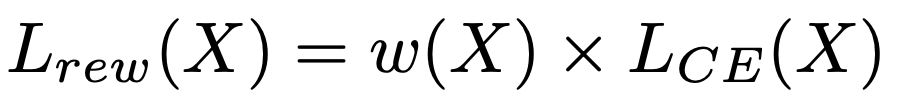 L_{rew}(X) = w(X) × L_{CE}(X)